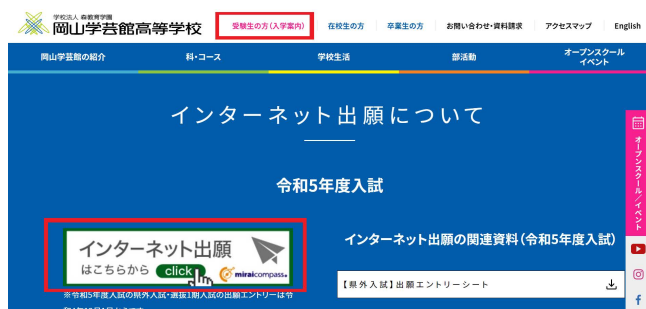 学校法人 森教育学園
岡山学芸館高等学校
受験生の方(入学案内)
在校生の方
卒業生の方
お問い合わせ・資料請求
アクセスマップ
English
岡山学芸館の紹介
科・コース
学校生活
部活動
オープンスクール
イベント
インターネット出願について
令和5年度入試
インターネット出願
はこちらから click
miraicompass.
※令和5年度入試の県外入試・選抜1期入試の出願エントリーは令
インターネット出願の関連資料(令和5年度入試)
【県外入試】出願エントリーシート
オープンスクール/イベント